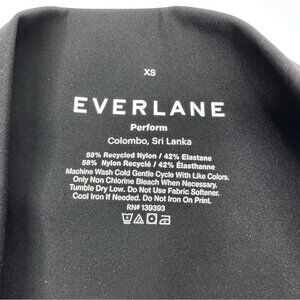 XS
EVERLANE
Perform
Colombo, Sri Lanka
58% Recycled Nylon / 42% Elastane
58% Nylon Recyclé / 42% Élasthanne
Machine Wash Cold Gentle Cycle With Like Colors.
Only Non Chlorine Bleach When Necessary.
Tumble Dry Low. Do Not Use Fabric Softener.
Cool Iron If Needed. Do Not Iron On Print.
RN# 139393